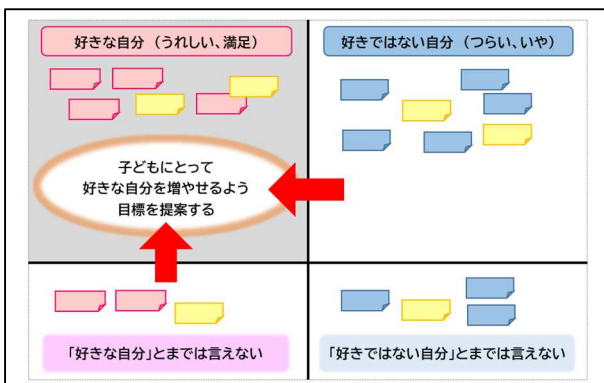 好きな自分（うれしい、満足）
好きではない自分（つらい、いや）
子どもにとって
好きな自分を増やせるよう
目標を提案する
「好きな自分」とまでは言えない
「好きではない自分」とまでは言えない